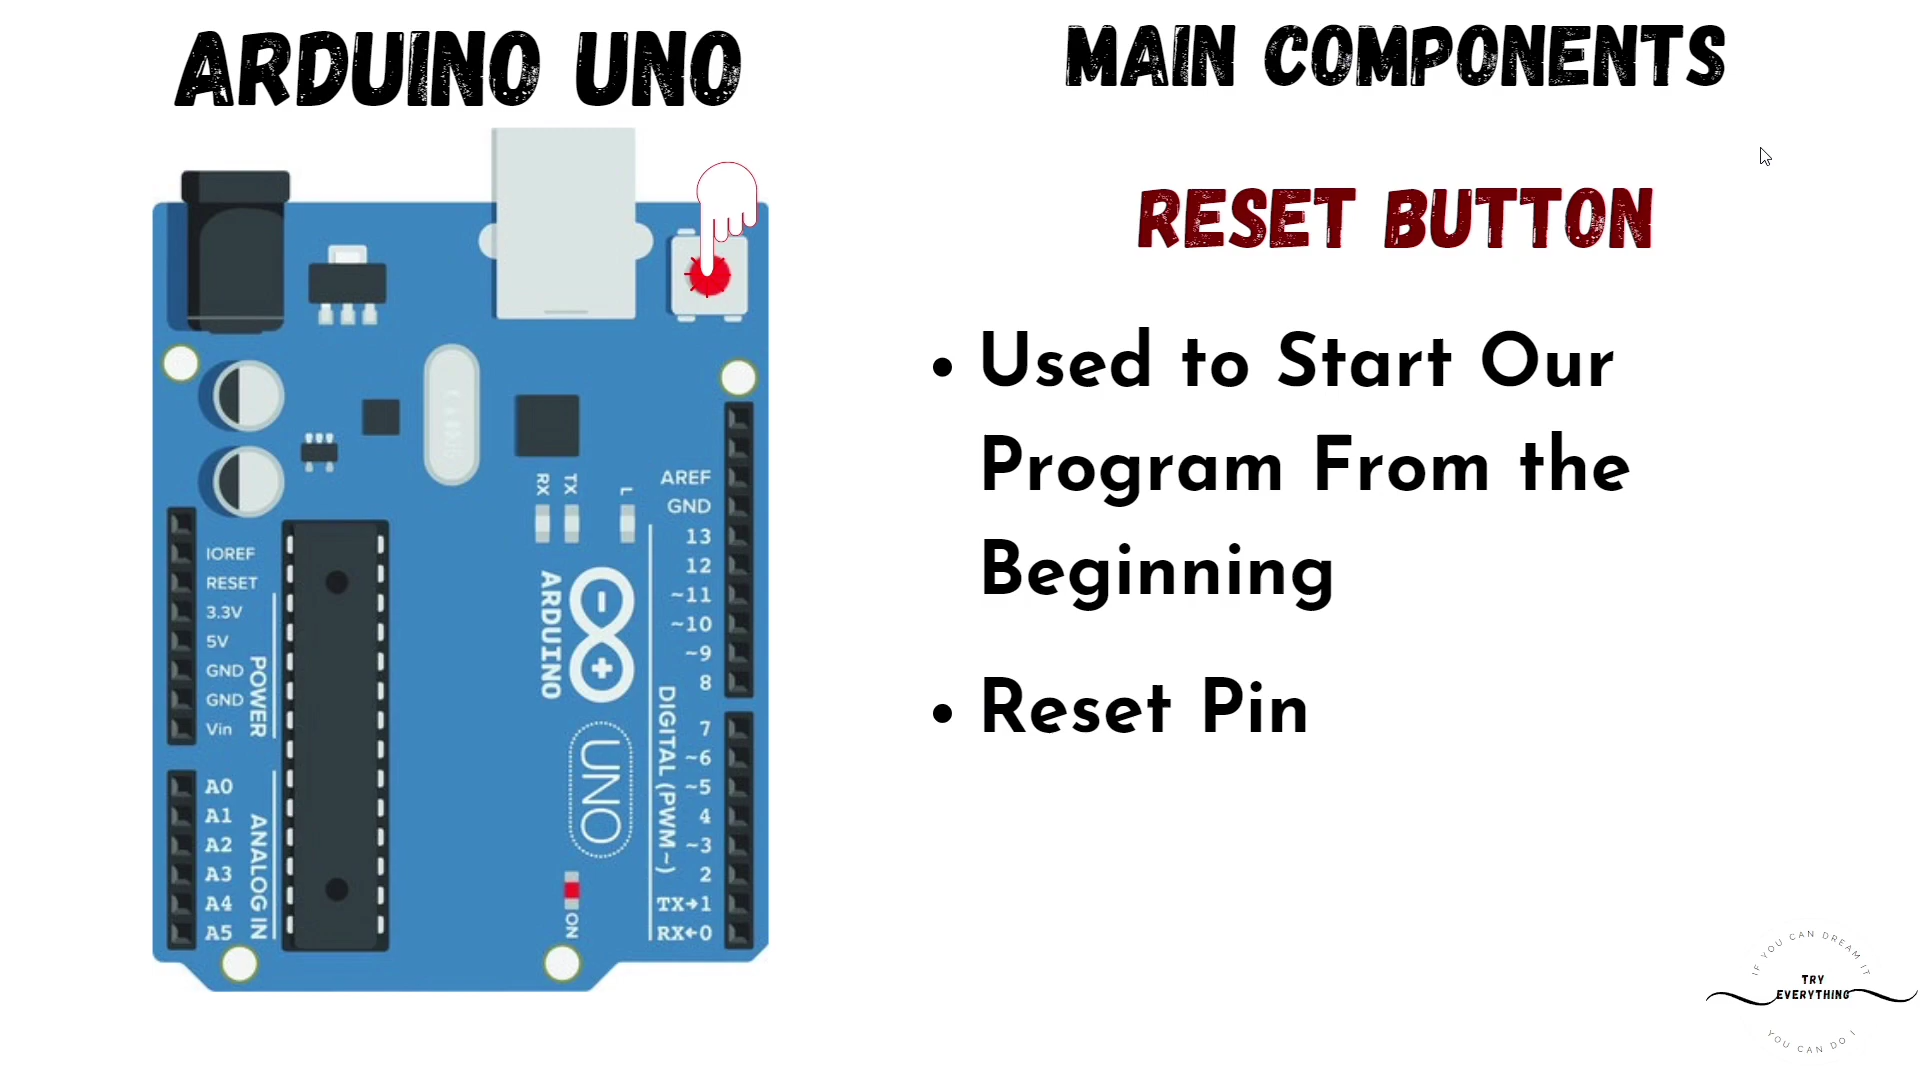 ARDUINO UNO
MAIN COMPONENTS
RESET BUTTON
• Used to Start Our
Program From the
Beginning
• Reset Pin
RX
TX
L
AREF
GND
13
12
~11
~10
~9
8
7
~6
~5
4
~3
2
TX→1
RX←0
DIGITAL (PWM~)
IOREF
RESET
3.3V
5V
GND
GND
Vin
POWER
A0
A1
A2
A3
A4
A5
ANALOG IN
ARDUINO
UNO
ON
IF YOU CAN DREAM IT
TRY
EVERYTHING
YOU CAN DO I